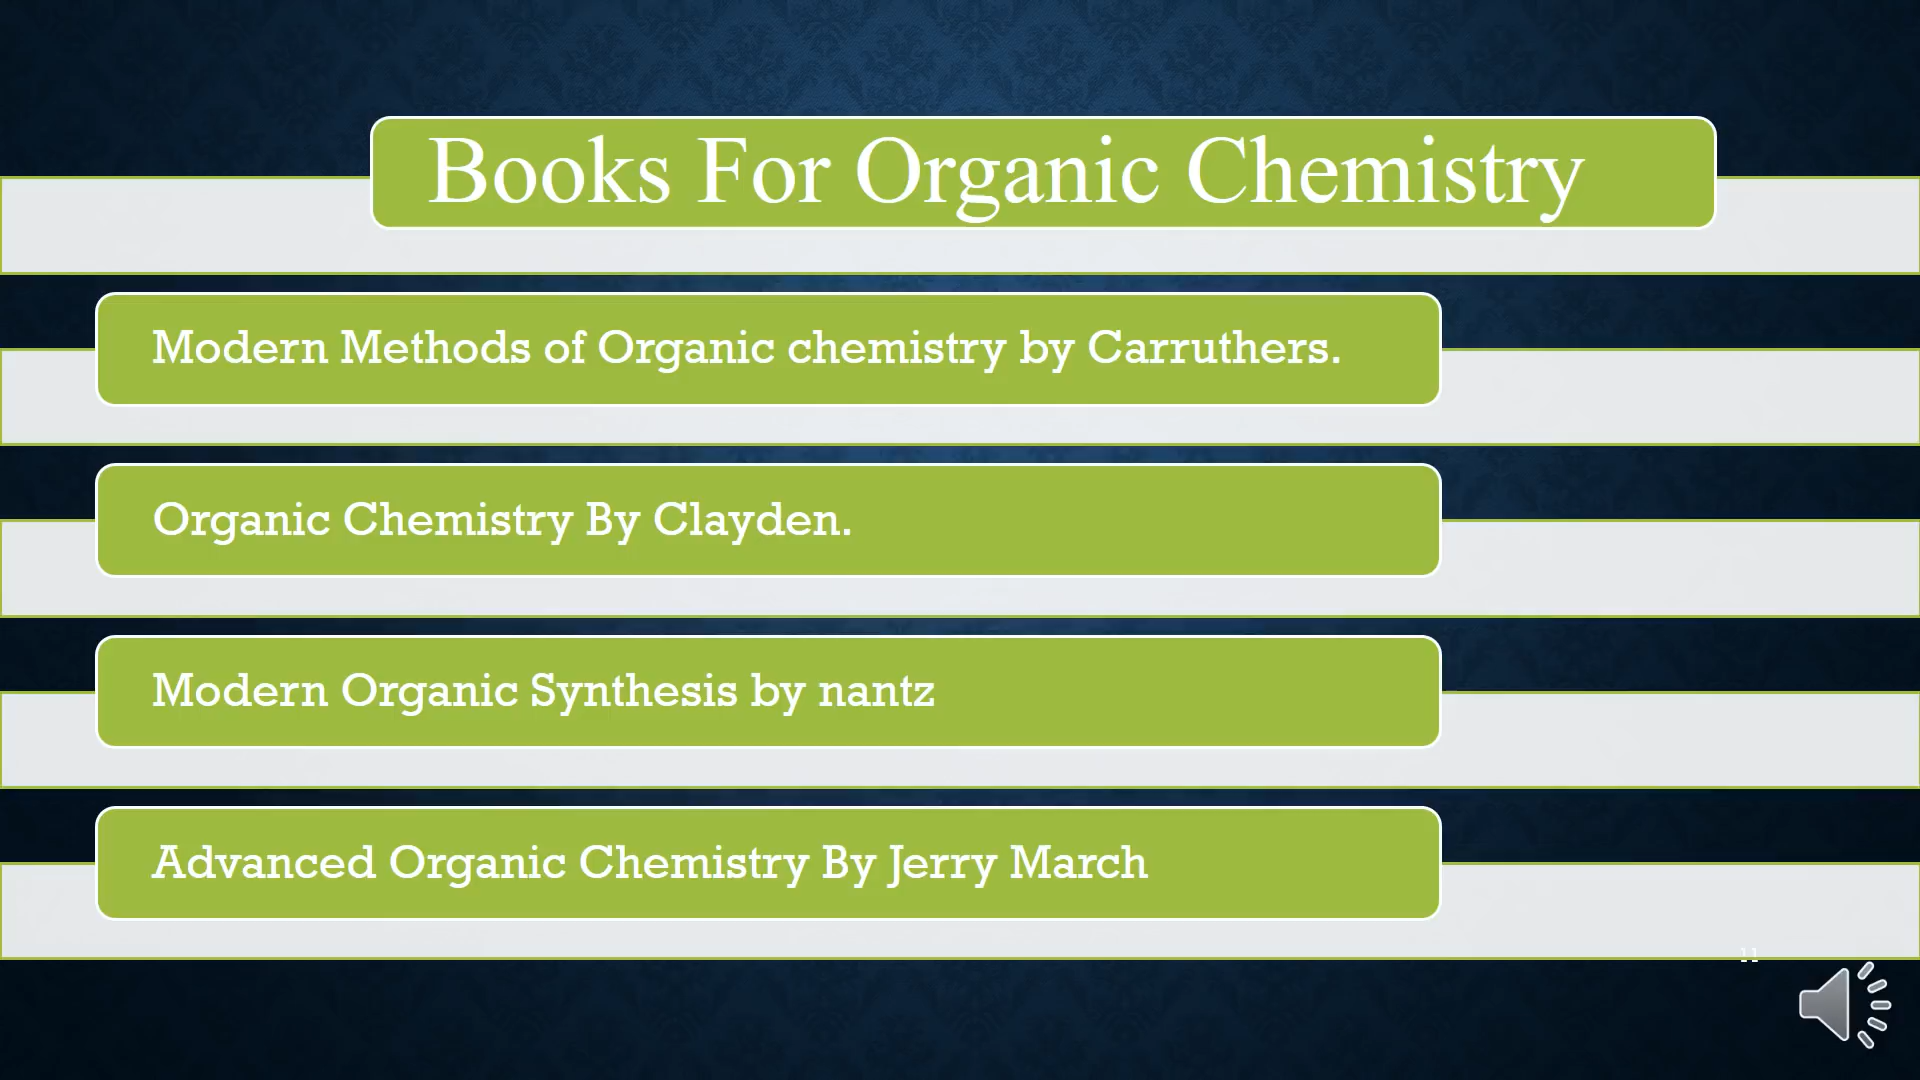 Books For Organic Chemistry
Modern Methods of Organic chemistry by Carruthers.
Organic Chemistry By Clayden.
Modern Organic Synthesis by nantz
Advanced Organic Chemistry By Jerry March
11